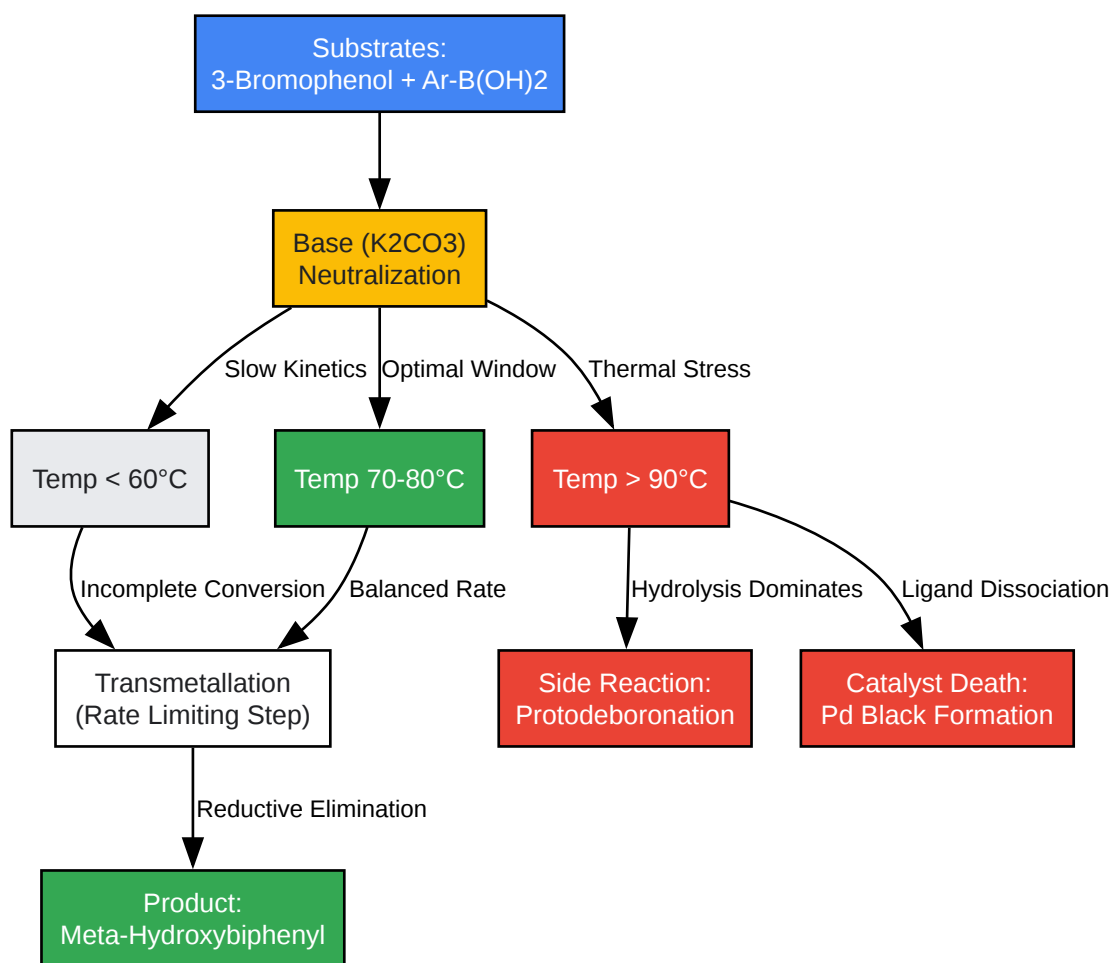 Substrates:
3-Bromophenol + Ar-B(OH)2
Base (K2CO3)
Neutralization
Slow Kinetics
Optimal Window
Thermal Stress
Temp < 60°C
Temp 70-80°C
Temp > 90°C
Incomplete Conversion
Balanced Rate
Hydrolysis Dominates
Ligand Dissociation
Transmetallation
(Rate Limiting Step)
Side Reaction:
Protodeboronation
Catalyst Death:
Pd Black Formation
Reductive Elimination
Product:
Meta-Hydroxybiphenyl